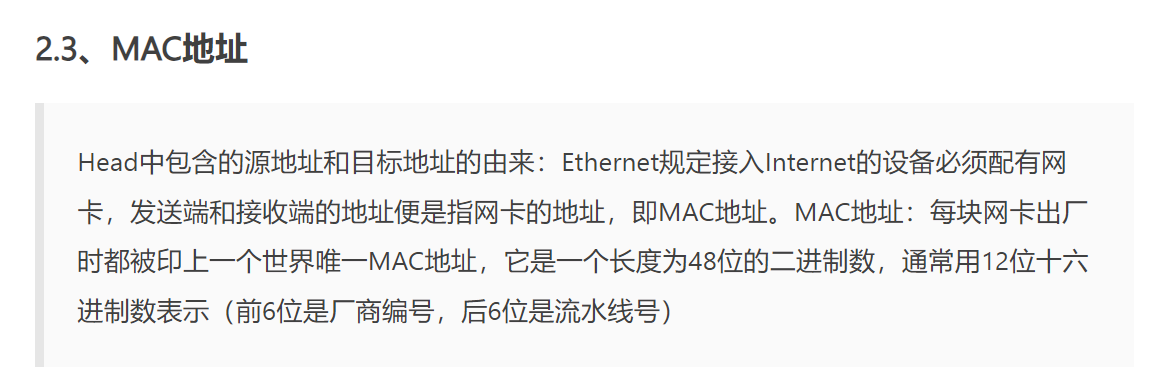 2.3、MAC地址
Head中包含的源地址和目标地址的由来：Ethernet规定接入Internet的设备必须配有网
卡，发送端和接收端的地址便是指网卡的地址，即MAC地址。MAC地址：每块网卡出厂
时都被印上一个世界唯一MAC地址，它是一个长度为48位的二进制数，通常用12位十六
进制数表示（前6位是厂商编号，后6位是流水线号）